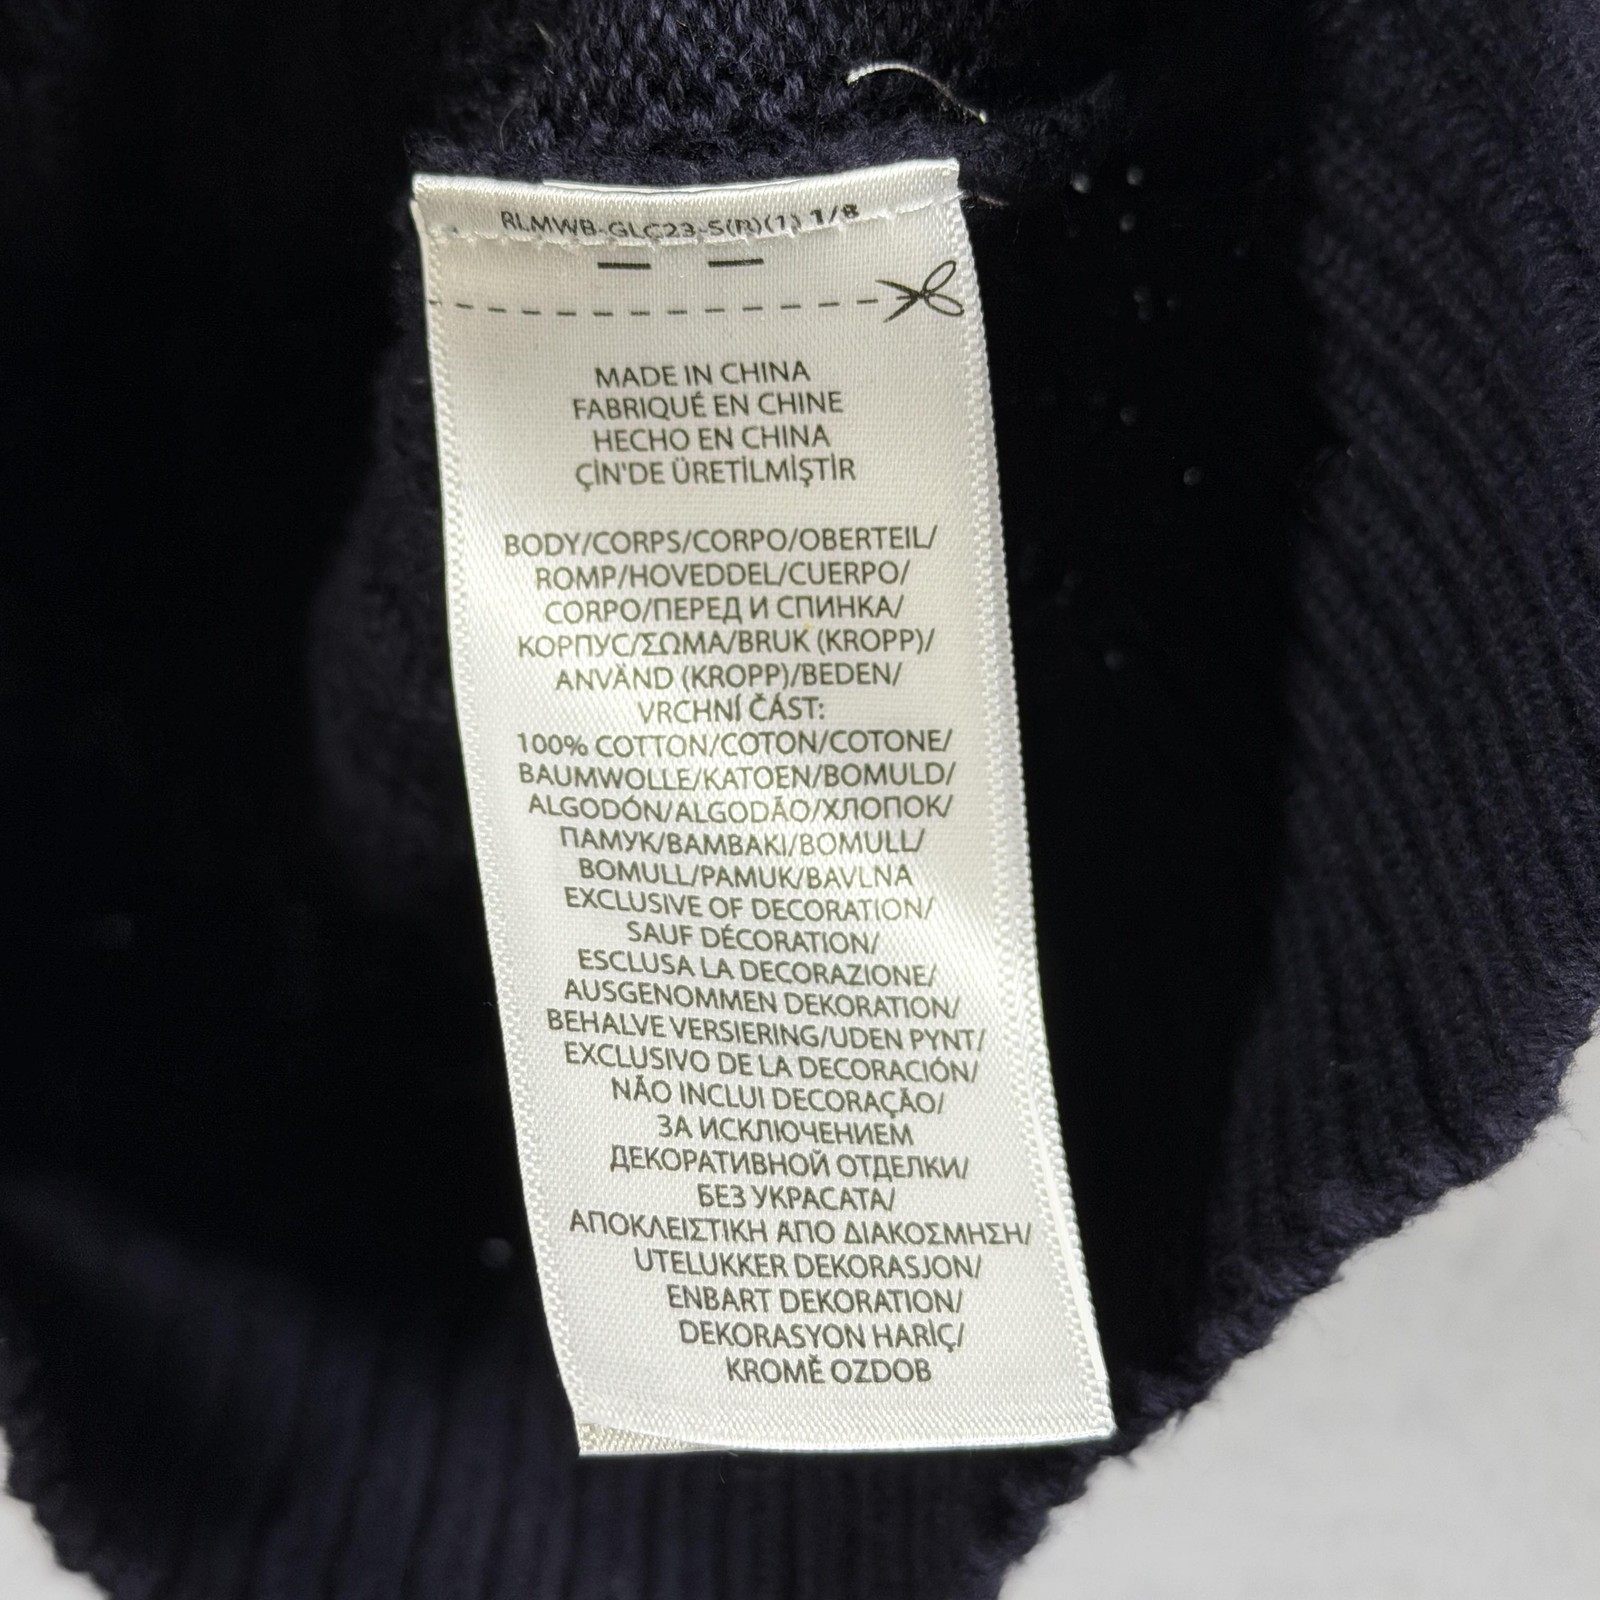 RLMWB-GLC23-S(R)(1) 1/8
MADE IN CHINA
FABRIQUÉ EN CHINE
HECHO EN CHINA
ÇİN'DE ÜRETİLMİŞTİR
BODY/CORPS/CORPO/OBERTEIL/
ROMP/HOVEDDEL/CUERPO/
CORPO/ПЕРЕД И СПИНКА/
КОРПУС/ΣΩΜΑ/BRUK (KROPP)/
ANVÄND (KROPP)/BEDEN/
VRCHNÍ ČÁST:
100% COTTON/COTON/COTONE/
BAUMWOLLE/KATOEN/BOMULD/
ALGODÓN/ALGODÃO/ХЛОПОК/
ПАМУК/ΒΑΜΒΑΚΙ/BOMULL/
BOMULL/PAMUK/BAVLNA
EXCLUSIVE OF DECORATION/
SAUF DÉCORATION/
ESCLUSA LA DECORAZIONE/
AUSGENOMMEN DEKORATION/
BEHALVE VERSIERING/UDEN PYNT/
EXCLUSIVO DE LA DECORACIÓN/
NÃO INCLUI DECORAÇÃO/
ЗА ИСКЛЮЧЕНИЕМ
ДЕКОРАТИВНОЙ ОТДЕЛКИ/
БЕЗ УКРАСАТА/
ΑΠΟΚΛΕΙΣΤΙΚΗ ΑΠΟ ΔΙΑΚΟΣΜΗΣΗ/
UTELUKKER DEKORASJON/
ENBART DEKORATION/
DEKORASYON HARİÇ/
KROMĚ OZDOB